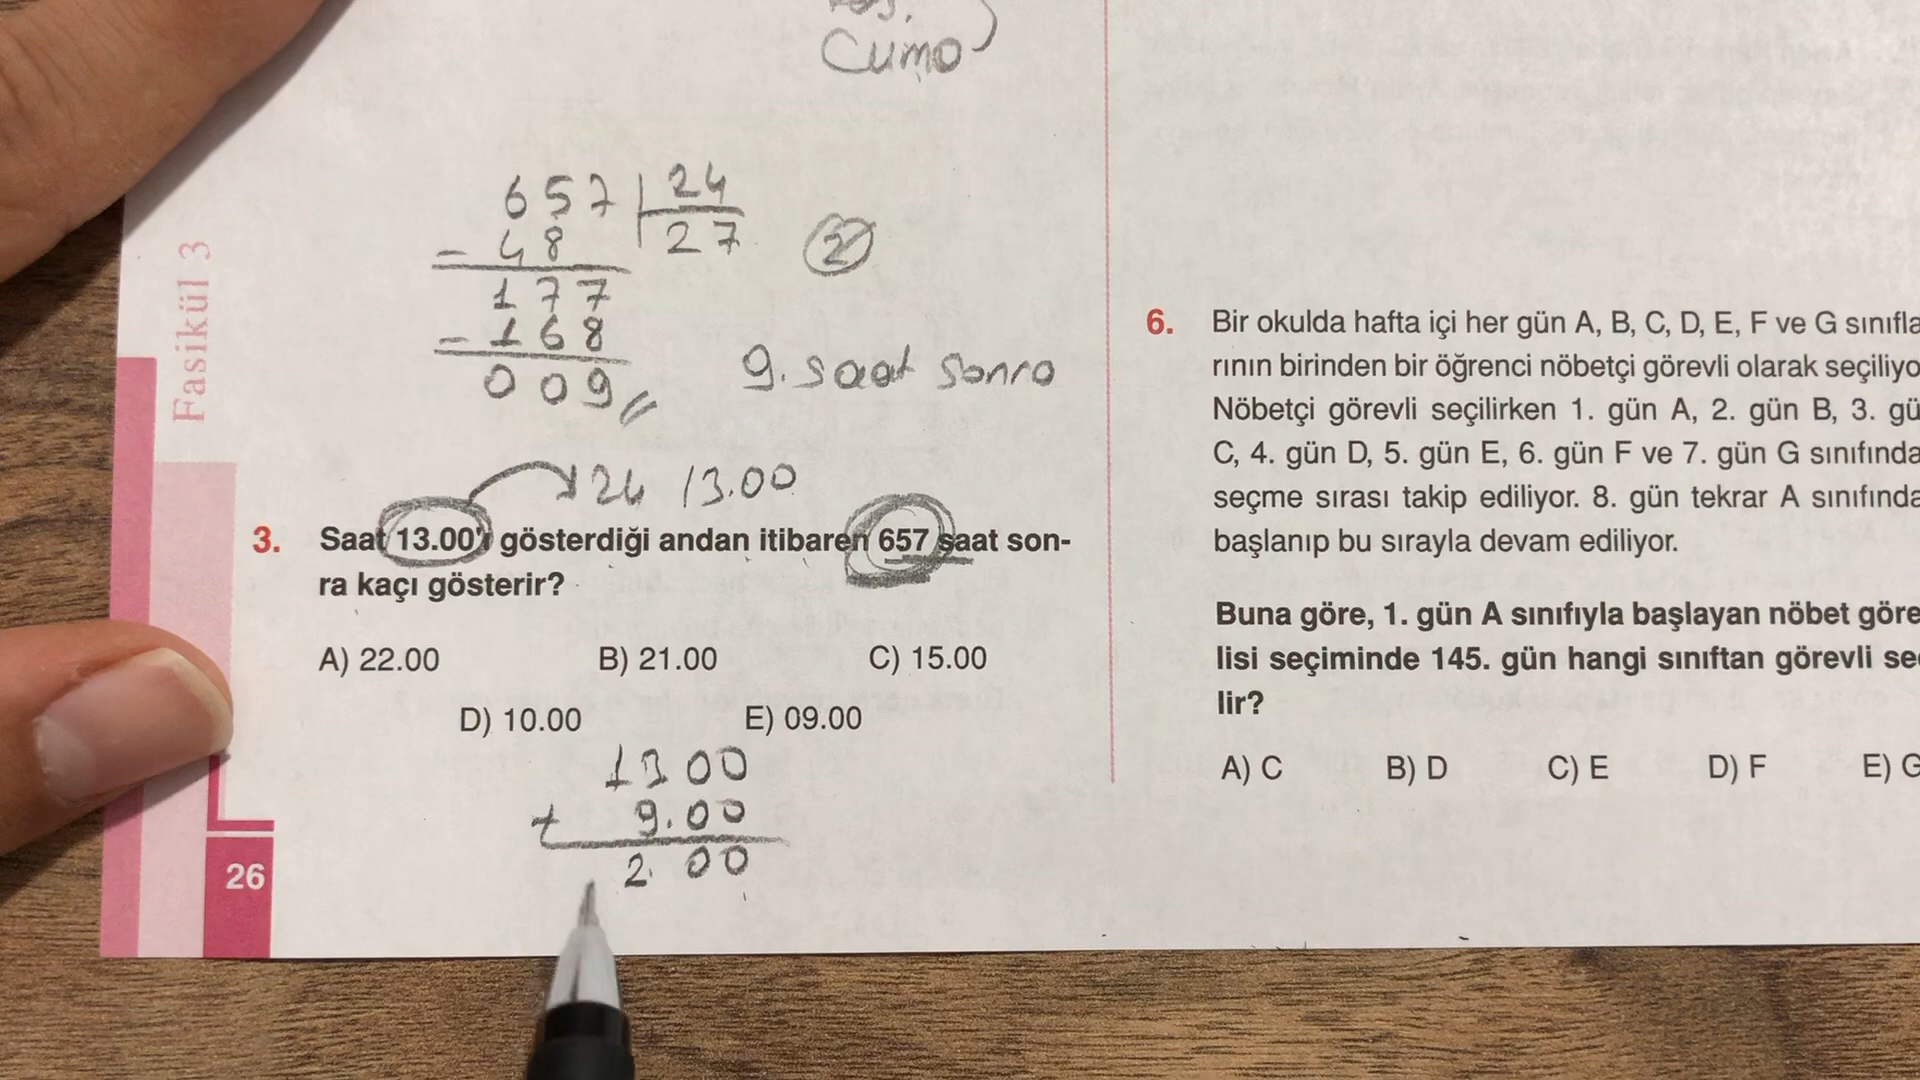 Cumo
657 24
- 48 27
2
177
- 168
009
9. saat sonra
24 13.00
Fasikül 3
3. Saat 13.00'ı gösterdiği andan itibaren 657 saat son-
ra kaçı gösterir?
A) 22.00 B) 21.00 C) 15.00
D) 10.00 E) 09.00
13 00
+ 9.00
2 00
26
6. Bir okulda hafta içi her gün A, B, C, D, E, F ve G sınıfla
rının birinden bir öğrenci nöbetçi görevli olarak seçiliyo
Nöbetçi görevli seçilirken 1. gün A, 2. gün B, 3. gü
C, 4. gün D, 5. gün E, 6. gün F ve 7. gün G sınıfında
seçme sırası takip ediliyor. 8. gün tekrar A sınıfında
başlanıp bu sırayla devam ediliyor.
Buna göre, 1. gün A sınıfıyla başlayan nöbet göre
lisi seçiminde 145. gün hangi sınıftan görevli se
lir?
A) C B) D C) E D) F E) G